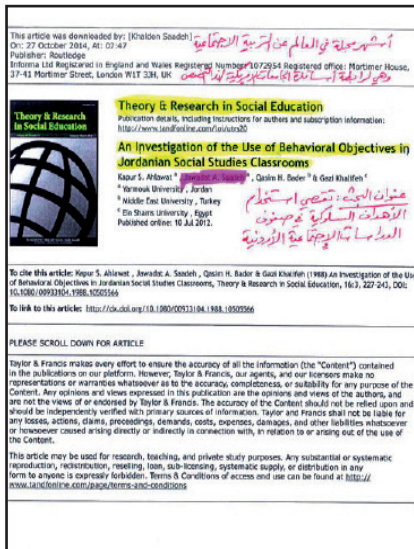 This article was downloaded by: [Khaldon Saadeh]
On: 27 October 2014, At: 07:47
Publisher: Routledge
Informa Ltd Registered in England and Wales Registered Number: 1072954 Registered office: Mortimer House,
37-41 Mortimer Street, London W1T 3JH, UK
أشهر مجلة في العالم عن التربية الاجتماعية
Theory & Research
in Social Education
Theory & Research in Social Education
Publication details, including instructions for authors and subscription information:
http://www.tandfonline.com/loi/utrs20
An Investigation of the Use of Behavioral Objectives in
Jordanian Social Studies Classrooms
Kapur S. Ahlawat a, Jawadat A. Saadeh a, Qasim H. Bader b & Gazi Khalifeh c
a Yarmouk University, Jordan
b Middle East University, Turkey
c Ein Shams University, Egypt
Published online: 10 Jul 2012.
عنوان البحث: تقصي استخدام
الأهداف السلوكية في صفوف
الدراسات الاجتماعية الأردنية
To cite this article: Kapur S. Ahlawat, Jawadat A. Saadeh, Qasim H. Bader & Gazi Khalifeh (1988) An Investigation of the Use
of Behavioral Objectives in Jordanian Social Studies Classrooms, Theory & Research in Social Education, 16:3, 227-243, DOI:
10.1080/00933104.1988.10505566
To link to this article: http://dx.doi.org/10.1080/00933104.1988.10505566
PLEASE SCROLL DOWN FOR ARTICLE
Taylor & Francis makes every effort to ensure the accuracy of all the information (the "Content") contained
in the publications on our platform. However, Taylor & Francis, our agents, and our licensors make no
representations or warranties whatsoever as to the accuracy, completeness, or suitability for any purpose of the
Content. Any opinions and views expressed in this publication are the opinions and views of the authors, and
are not the views of or endorsed by Taylor & Francis. The accuracy of the Content should not be relied upon and
should be independently verified with primary sources of information. Taylor and Francis shall not be liable for
any losses, actions, claims, proceedings, demands, costs, expenses, damages, and other liabilities whatsoever
or howsoever caused arising directly or indirectly in connection with, in relation to or arising out of the use of
the Content.
This article may be used for research, teaching, and private study purposes. Any substantial or systematic
reproduction, redistribution, reselling, loan, sub-licensing, systematic supply, or distribution in any
form to anyone is expressly forbidden. Terms & Conditions of access and use can be found at http://
www.tandfonline.com/page/terms-and-conditions